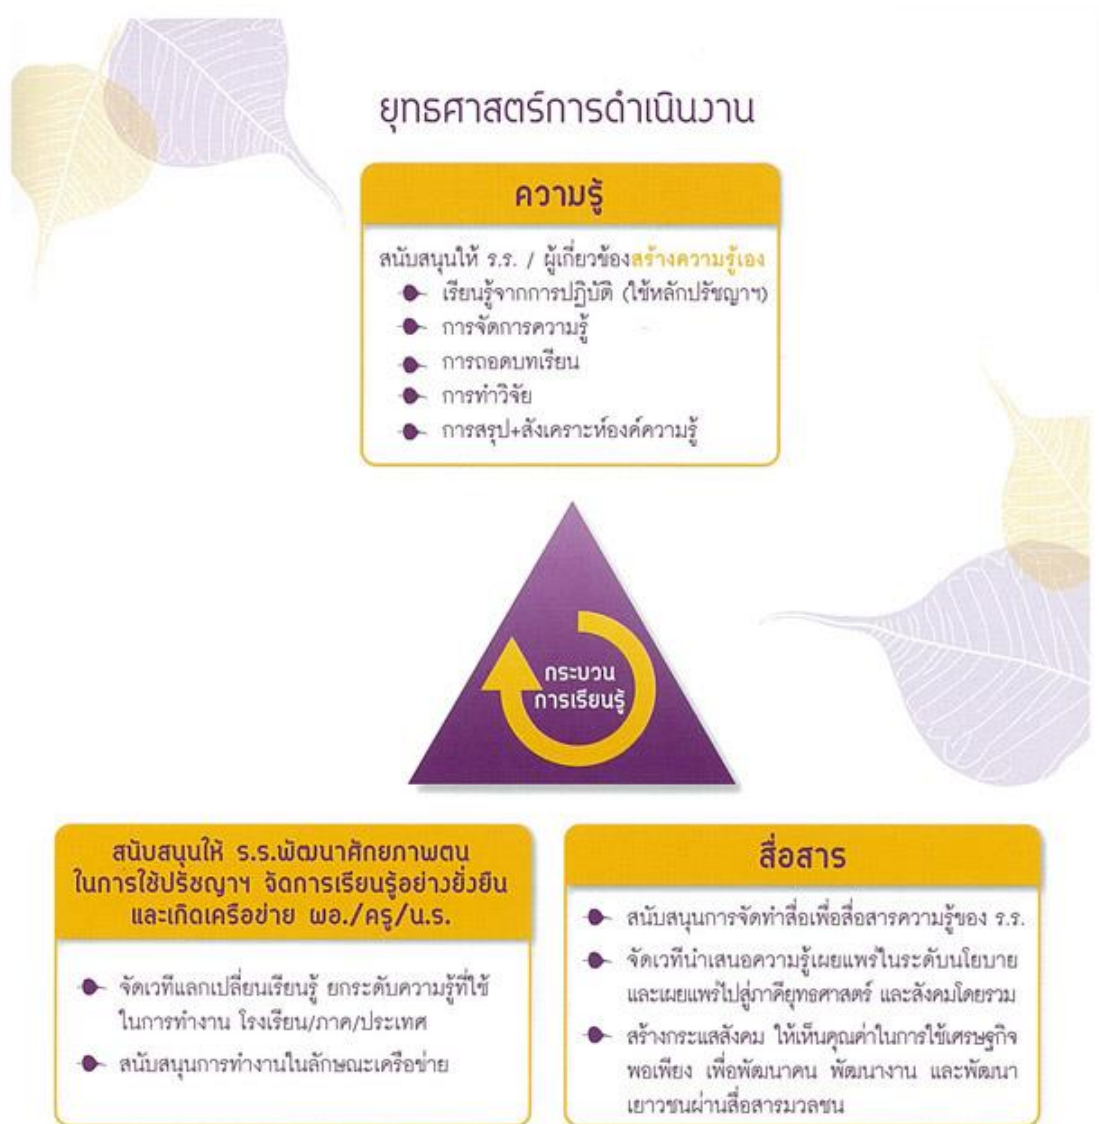 ยุทธศาสตร์การดำเนินงาน
ความรู้
สนับสนุนให้ ร.ร. / ผู้เกี่ยวข้องสร้างความรู้เอง
เรียนรู้จากการปฏิบัติ (ใช้หลักปรัชญาฯ)
การจัดการความรู้
การถอดบทเรียน
การทำวิจัย
การสรุป+สังเคราะห์องค์ความรู้
กระบวน
การเรียนรู้
สนับสนุนให้ ร.ร.พัฒนาศักยภาพตน
ในการใช้ปรัชญาฯ จัดการเรียนรู้อย่างยั่งยืน
และเกิดเครือข่าย ผอ./ครู/น.ร.
จัดเวทีแลกเปลี่ยนเรียนรู้ ยกระดับความรู้ที่ใช้
ในการทำงาน โรงเรียน/ภาค/ประเทศ
สนับสนุนการทำงานในลักษณะเครือข่าย
สื่อสาร
สนับสนุนการจัดทำสื่อเพื่อสื่อสารความรู้ของ ร.ร.
จัดเวทีนำเสนอความรู้เผยแพร่ในระดับนโยบาย
และเผยแพร่ไปสู่ภาคียุทธศาสตร์ และสังคมโดยรวม
สร้างกระแสสังคม ให้เห็นคุณค่าในการใช้เศรษฐกิจ
พอเพียง เพื่อพัฒนาคน พัฒนางาน และพัฒนา
เยาวชนผ่านสื่อสารมวลชน